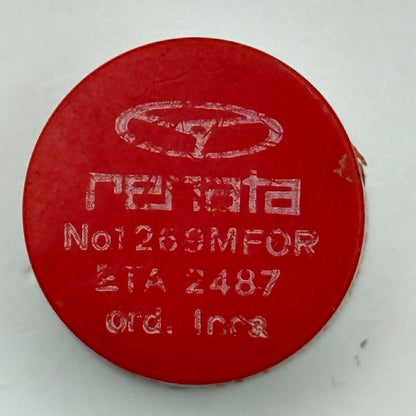 renata
No1269MFOR
ETA 2487
ord. Inca